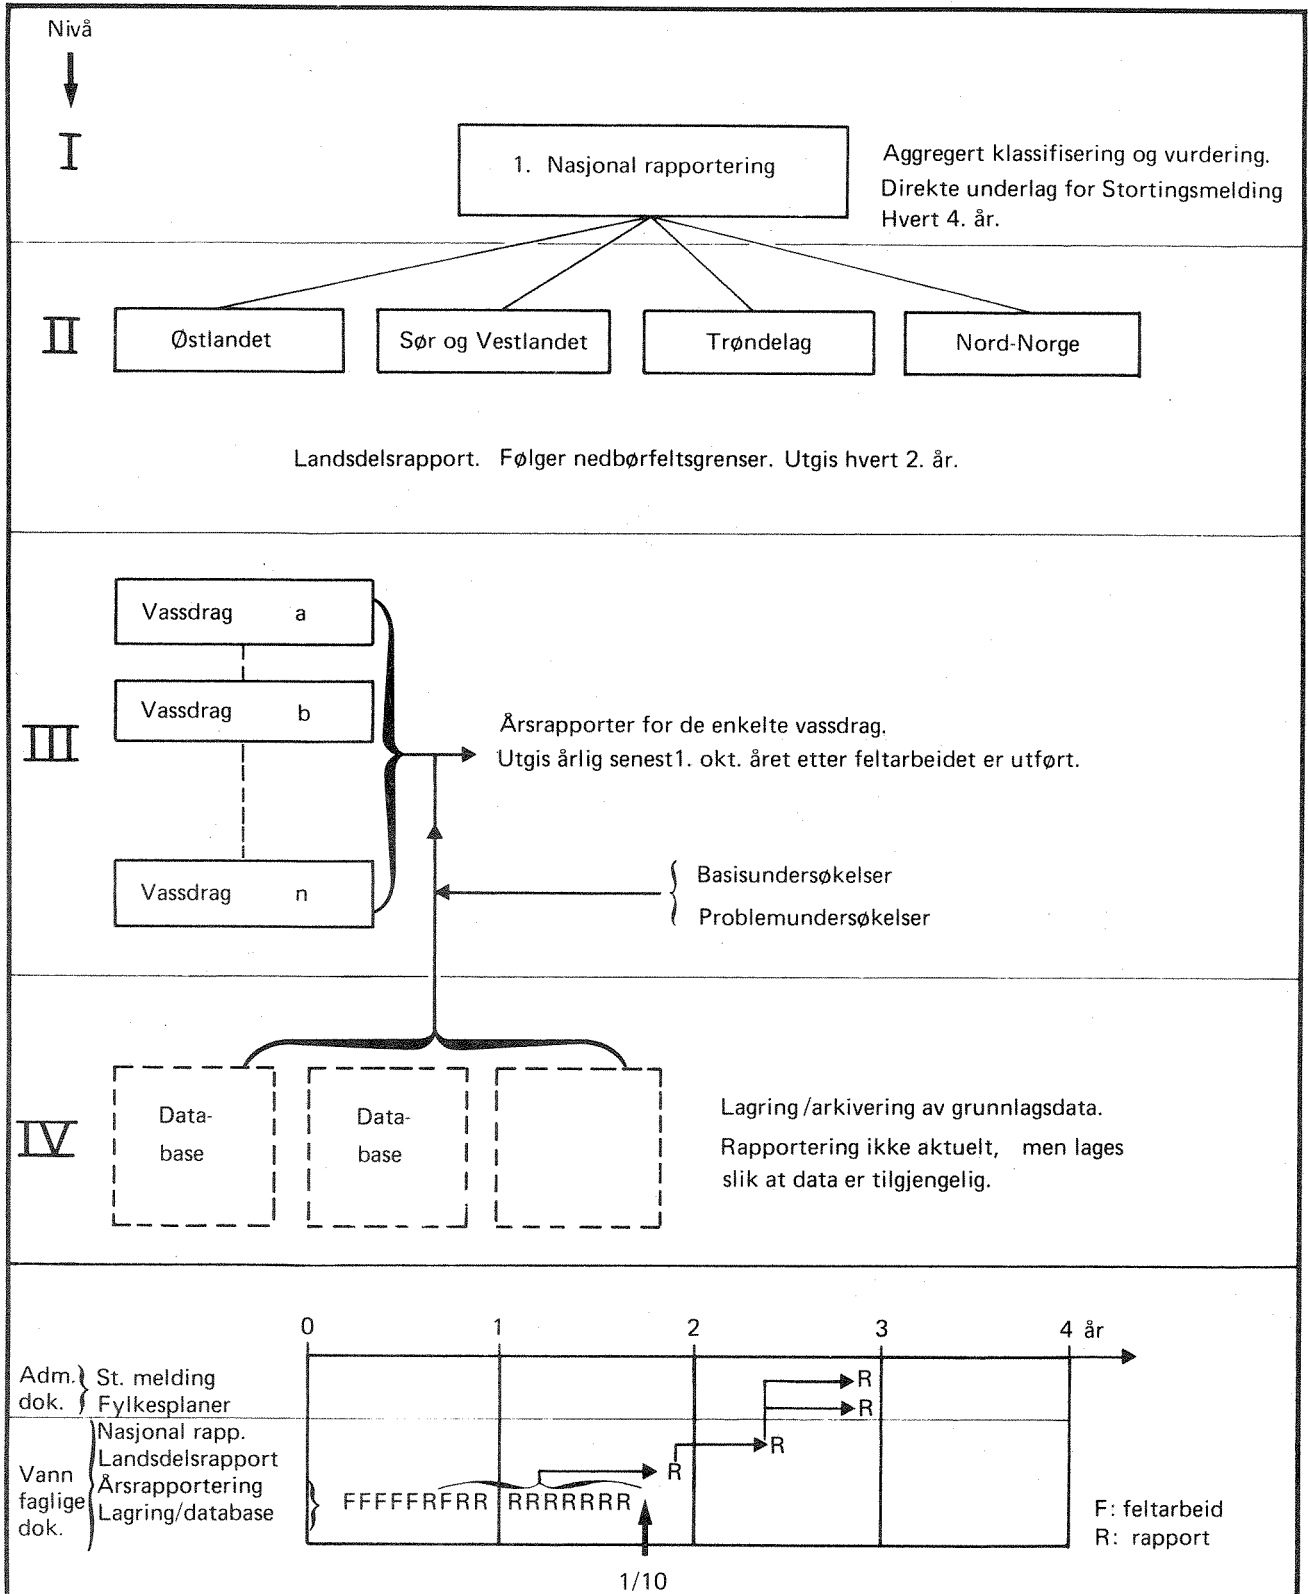 Nivå
I
1. Nasjonal rapportering
Aggregert klassifisering og vurdering.
Direkte underlag for Stortingsmelding
Hvert 4. år.
II
Østlandet
Sør og Vestlandet
Trøndelag
Nord-Norge
Landsdelsrapport. Følger nedbørfeltsgrenser. Utgis hvert 2. år.
III
Vassdrag a
Vassdrag b
Vassdrag n
Årsrapporter for de enkelte vassdrag.
Utgis årlig senest1. okt. året etter feltarbeidet er utført.
Basisundersøkelser
Problemundersøkelser
IV
Data-
base
Data-
base
Lagring/arkivering av grunnlagsdata.
Rapportering ikke aktuelt, men lages
slik at data er tilgjengelig.
0 1 2 3 4 år
Adm.
dok.
St. melding
Fylkesplaner
R
R
Vann
faglige
dok.
Nasjonal rapp.
Landsdelsrapport
Årsrapportering
Lagring/database
R
R
FFFFFRFRR RRRRRRR
F: feltarbeid
R: rapport
1/10